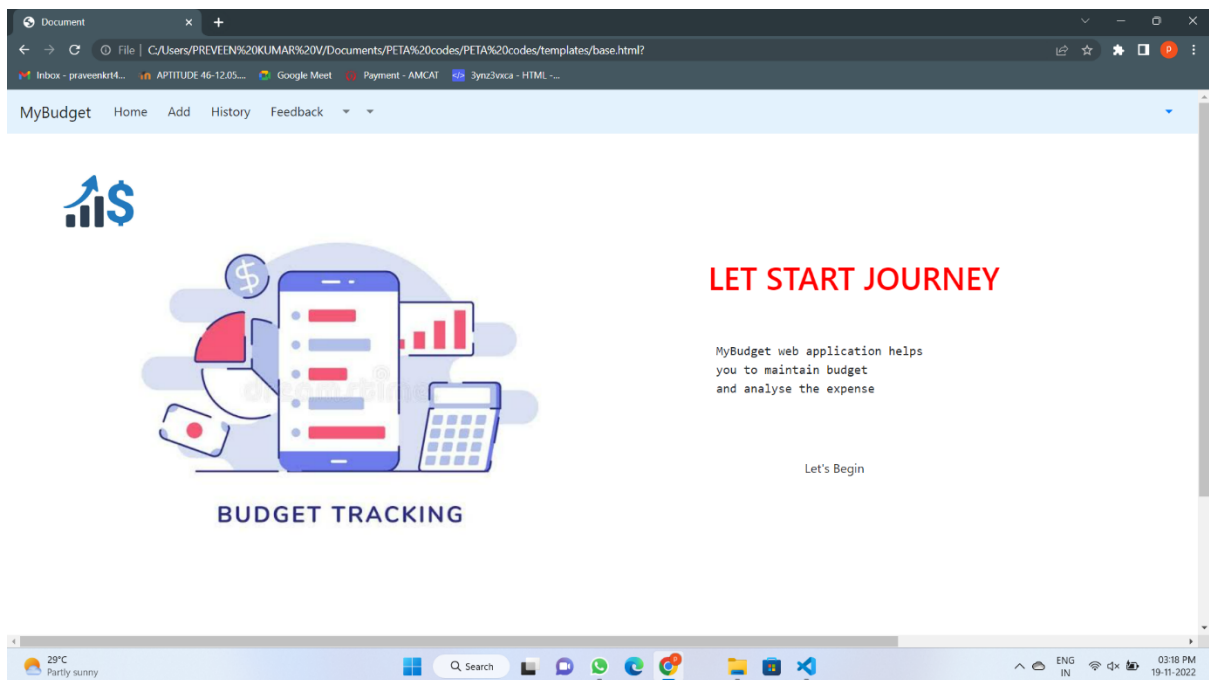 Document
File | C:/Users/PREVEEN%20KUMAR%20V/Documents/PETA%20codes/PETA%20codes/templates/base.html?
P
Inbox - praveenkrt4... APTITUDE 46-12.05.... Google Meet Payment - AMCAT 3ynz3vxca - HTML -...
MyBudget Home Add History Feedback
$
$
LET START JOURNEY
MyBudget web application helps
you to maintain budget
and analyse the expense
dreamstime
Let's Begin
BUDGET TRACKING
29°C
Partly sunny
Search
ENG
IN
03:18 PM
19-11-2022